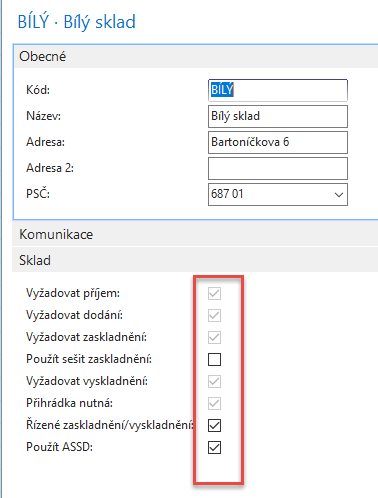 BÍLÝ · Bílý sklad
Obecné
Kód: BÍLÝ
Název: Bílý sklad
Adresa: Bartoníčkova 6
Adresa 2:
PSČ: 687 01
Komunikace
Sklad
Vyžadovat příjem:
Vyžadovat dodání:
Vyžadovat zaskladnění:
Použít sešit zaskladnění:
Vyžadovat vyskladnění:
Přihrádka nutná:
Řízené zaskladnění/vyskladnění:
Použít ASSD: